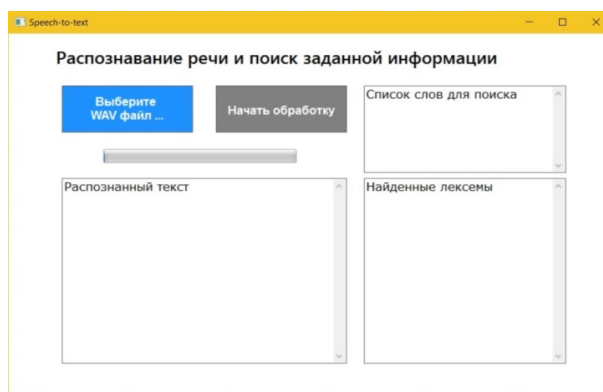 Speech-to-text
Распознавание речи и поиск заданной информации
Выберите
WAV файл ...
Начать обработку
Список слов для поиска
Распознанный текст
Найденные лексемы